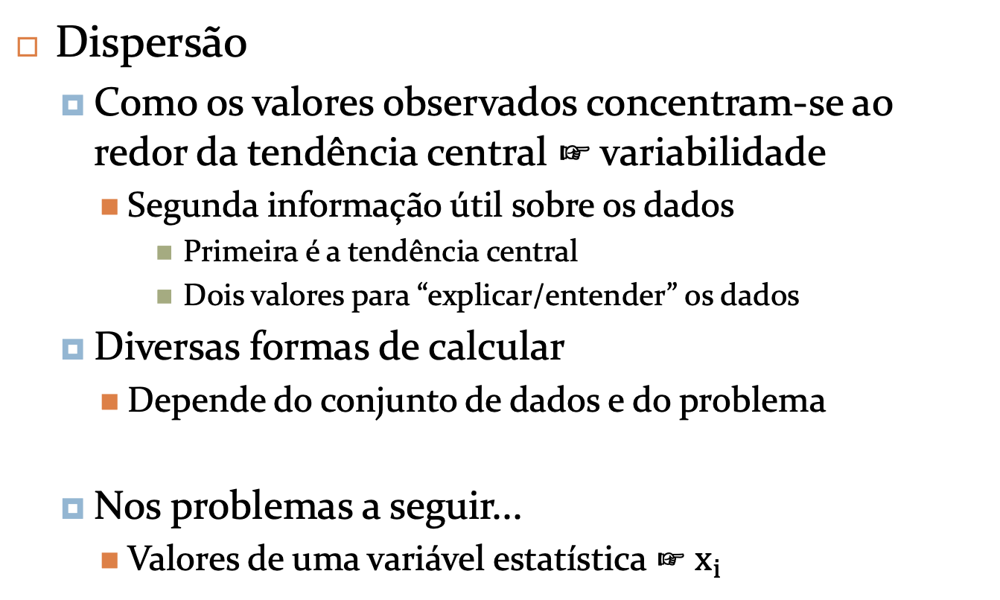 Dispersão
Como os valores observados concentram-se ao
redor da tendência central ☞ variabilidade
Segunda informação útil sobre os dados
Primeira é a tendência central
Dois valores para “explicar/entender” os dados
Diversas formas de calcular
Depende do conjunto de dados e do problema
Nos problemas a seguir...
Valores de uma variável estatística ☞ xᵢ